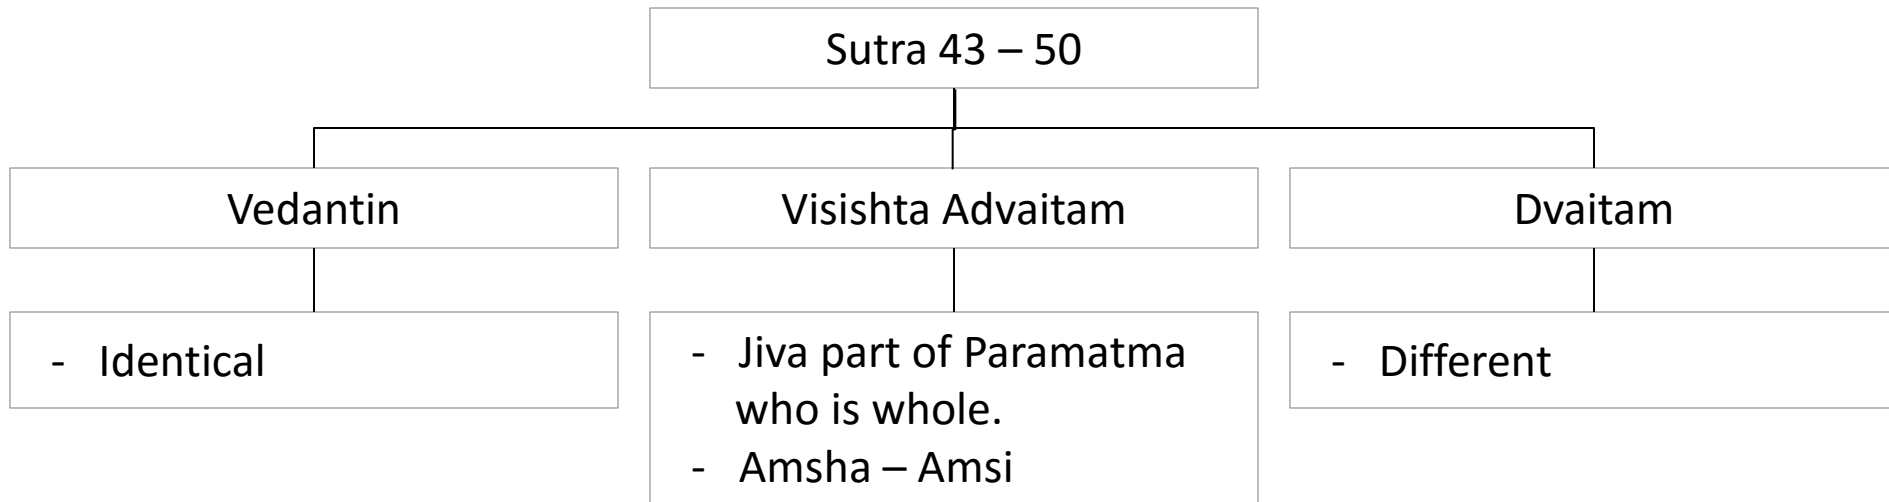 Sutra 43 – 50
Vedantin
Visishta Advaitam
Dvaitam
- Identical
- Jiva part of Paramatma
who is whole.
- Amsha – Amsi
- Different